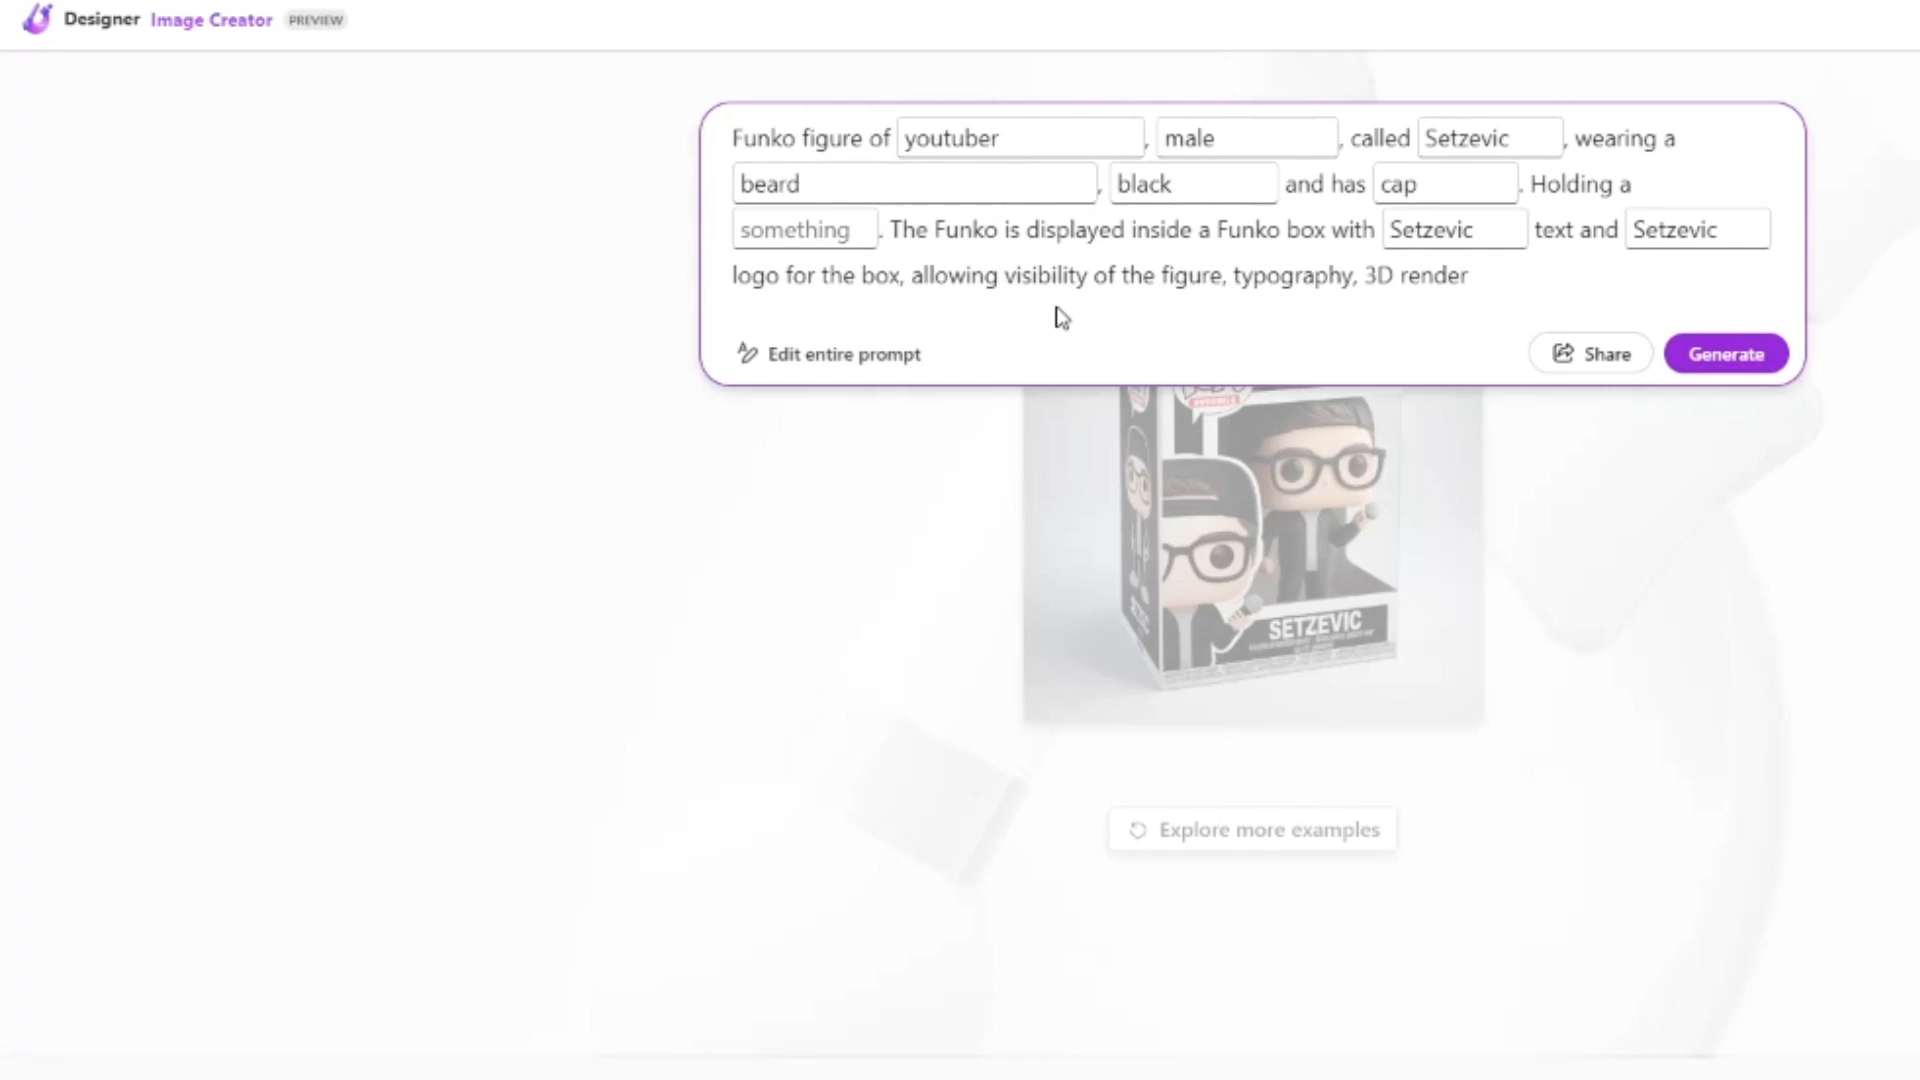 Designer Image Creator PREVIEW
Funko figure of youtuber, male, called Setzevic, wearing a
beard, black and has cap. Holding a
something. The Funko is displayed inside a Funko box with Setzevic text and Setzevic
logo for the box, allowing visibility of the figure, typography, 3D render
Edit entire prompt Share Generate
SETZEVIC
Explore more examples